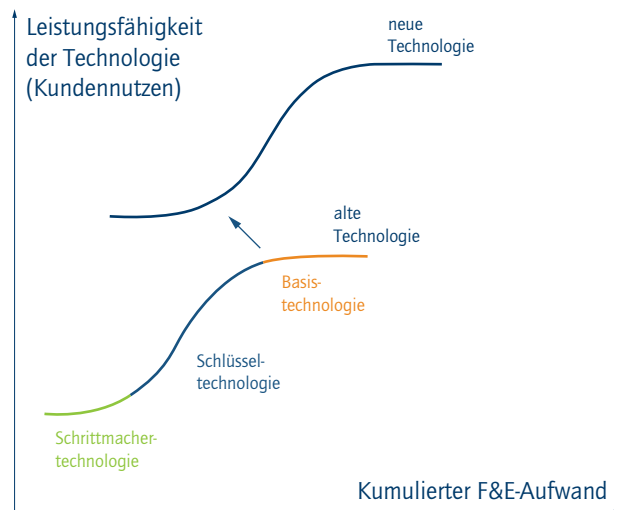 Leistungsfähigkeit
der Technologie
(Kundennutzen)
neue
Technologie
alte
Technologie
Basis-
technologie
Schlüssel-
technologie
Schrittmacher-
technologie
Kumulierter F&E-Aufwand